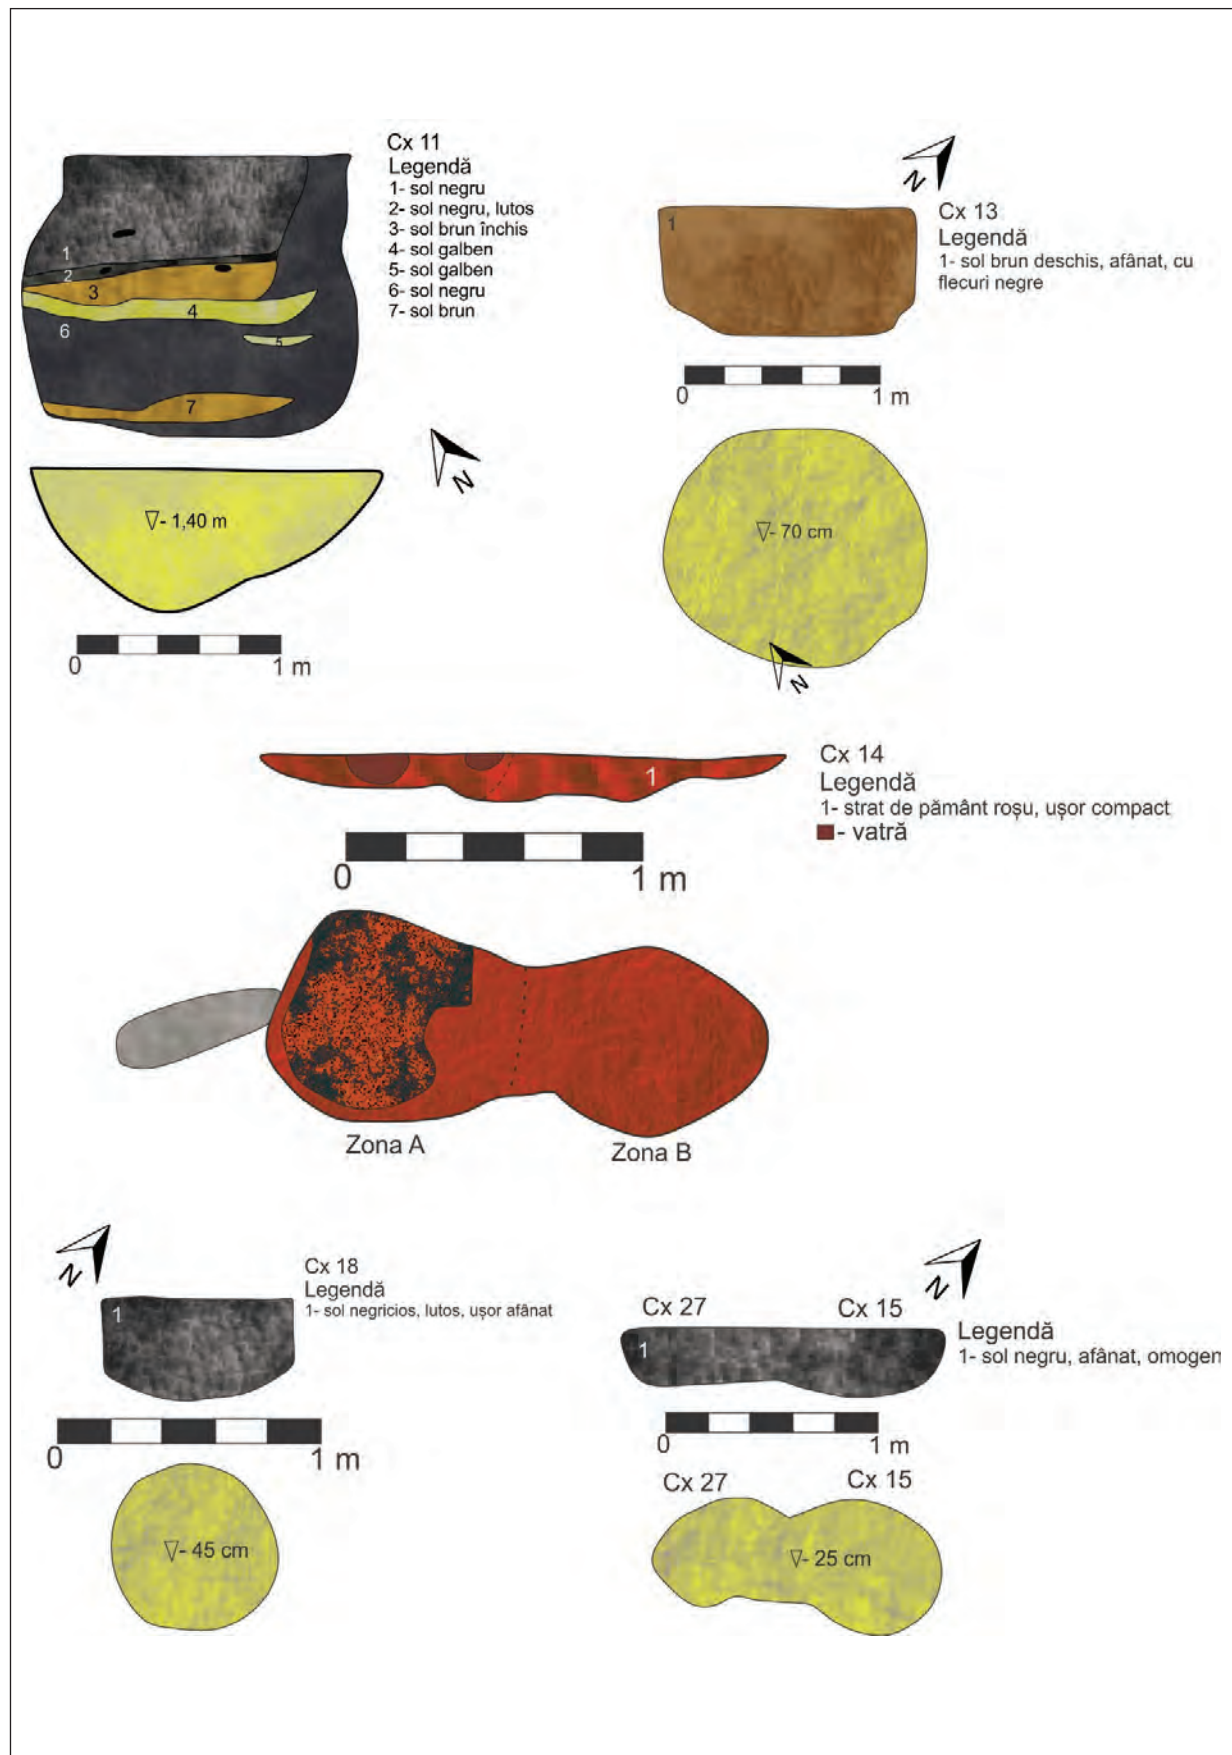 Cx 11
Legendă
1- sol negru
2- sol negru, lutos
3- sol brun închis
4- sol galben
5- sol galben
6- sol negru
7- sol brun
1
2
3
4
5
6
7
N
▽- 1,40 m
0 1 m
N
Cx 13
Legendă
1- sol brun deschis, afânat, cu
flecuri negre
1
0 1 m
▽- 70 cm
N
Cx 14
Legendă
1- strat de pământ roșu, ușor compact
- vatră
1
0 1 m
Zona A Zona B
N
Cx 18
Legendă
1- sol negricios, lutos, ușor afânat
1
0 1 m
▽- 45 cm
N
Cx 27 Cx 15
Legendă
1- sol negru, afânat, omogen
1
0 1 m
Cx 27 Cx 15
▽- 25 cm